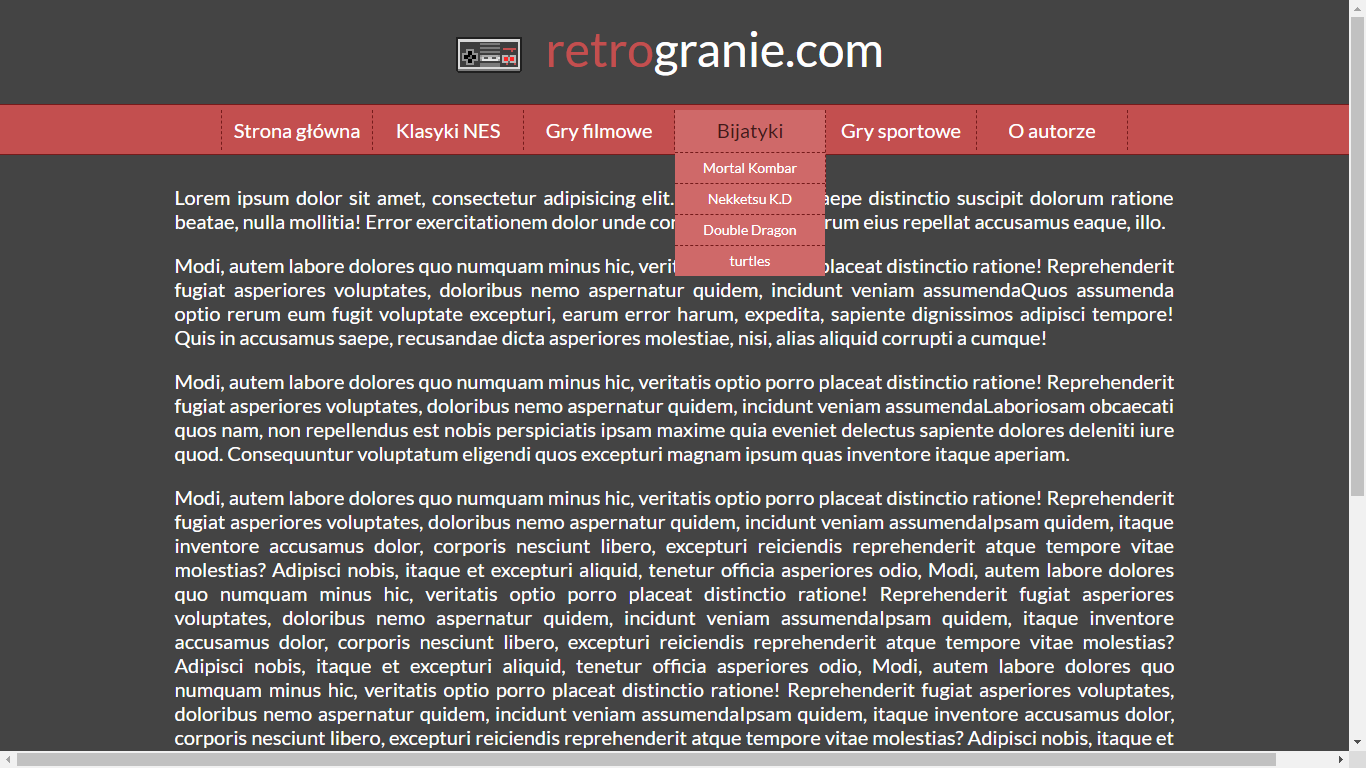 retrogranie.com
Strona główna Klasyki NES Gry filmowe Bijatyki Gry sportowe O autorze
Mortal Kombar
Nekketsu K.D
Double Dragon
turtles
Lorem ipsum dolor sit amet, consectetur adipisicing elit. aepe distinctio suscipit dolorum ratione
beatae, nulla mollitia! Error exercitationem dolor unde cor rum eius repellat accusamus eaque, illo.
Modi, autem labore dolores quo numquam minus hic, verit placeat distinctio ratione! Reprehenderit
fugiat asperiores voluptates, doloribus nemo aspernatur quidem, incidunt veniam assumendaQuos assumenda
optio rerum eum fugit voluptate excepturi, earum error harum, expedita, sapiente dignissimos adipisci tempore!
Quis in accusamus saepe, recusandae dicta asperiores molestiae, nisi, alias aliquid corrupti a cumque!
Modi, autem labore dolores quo numquam minus hic, veritatis optio porro placeat distinctio ratione! Reprehenderit
fugiat asperiores voluptates, doloribus nemo aspernatur quidem, incidunt veniam assumendaLaboriosam obcaecati
quos nam, non repellendus est nobis perspiciatis ipsam maxime quia eveniet delectus sapiente dolores deleniti iure
quod. Consequuntur voluptatum eligendi quos excepturi magnam ipsum quas inventore itaque aperiam.
Modi, autem labore dolores quo numquam minus hic, veritatis optio porro placeat distinctio ratione! Reprehenderit
fugiat asperiores voluptates, doloribus nemo aspernatur quidem, incidunt veniam assumendaIpsam quidem, itaque
inventore accusamus dolor, corporis nesciunt libero, excepturi reiciendis reprehenderit atque tempore vitae
molestias? Adipisci nobis, itaque et excepturi aliquid, tenetur officia asperiores odio, Modi, autem labore dolores
quo numquam minus hic, veritatis optio porro placeat distinctio ratione! Reprehenderit fugiat asperiores
voluptates, doloribus nemo aspernatur quidem, incidunt veniam assumendaIpsam quidem, itaque inventore
accusamus dolor, corporis nesciunt libero, excepturi reiciendis reprehenderit atque tempore vitae molestias?
Adipisci nobis, itaque et excepturi aliquid, tenetur officia asperiores odio, Modi, autem labore dolores quo
numquam minus hic, veritatis optio porro placeat distinctio ratione! Reprehenderit fugiat asperiores voluptates,
doloribus nemo aspernatur quidem, incidunt veniam assumendaIpsam quidem, itaque inventore accusamus dolor,
corporis nesciunt libero, excepturi reiciendis reprehenderit atque tempore vitae molestias? Adipisci nobis, itaque et